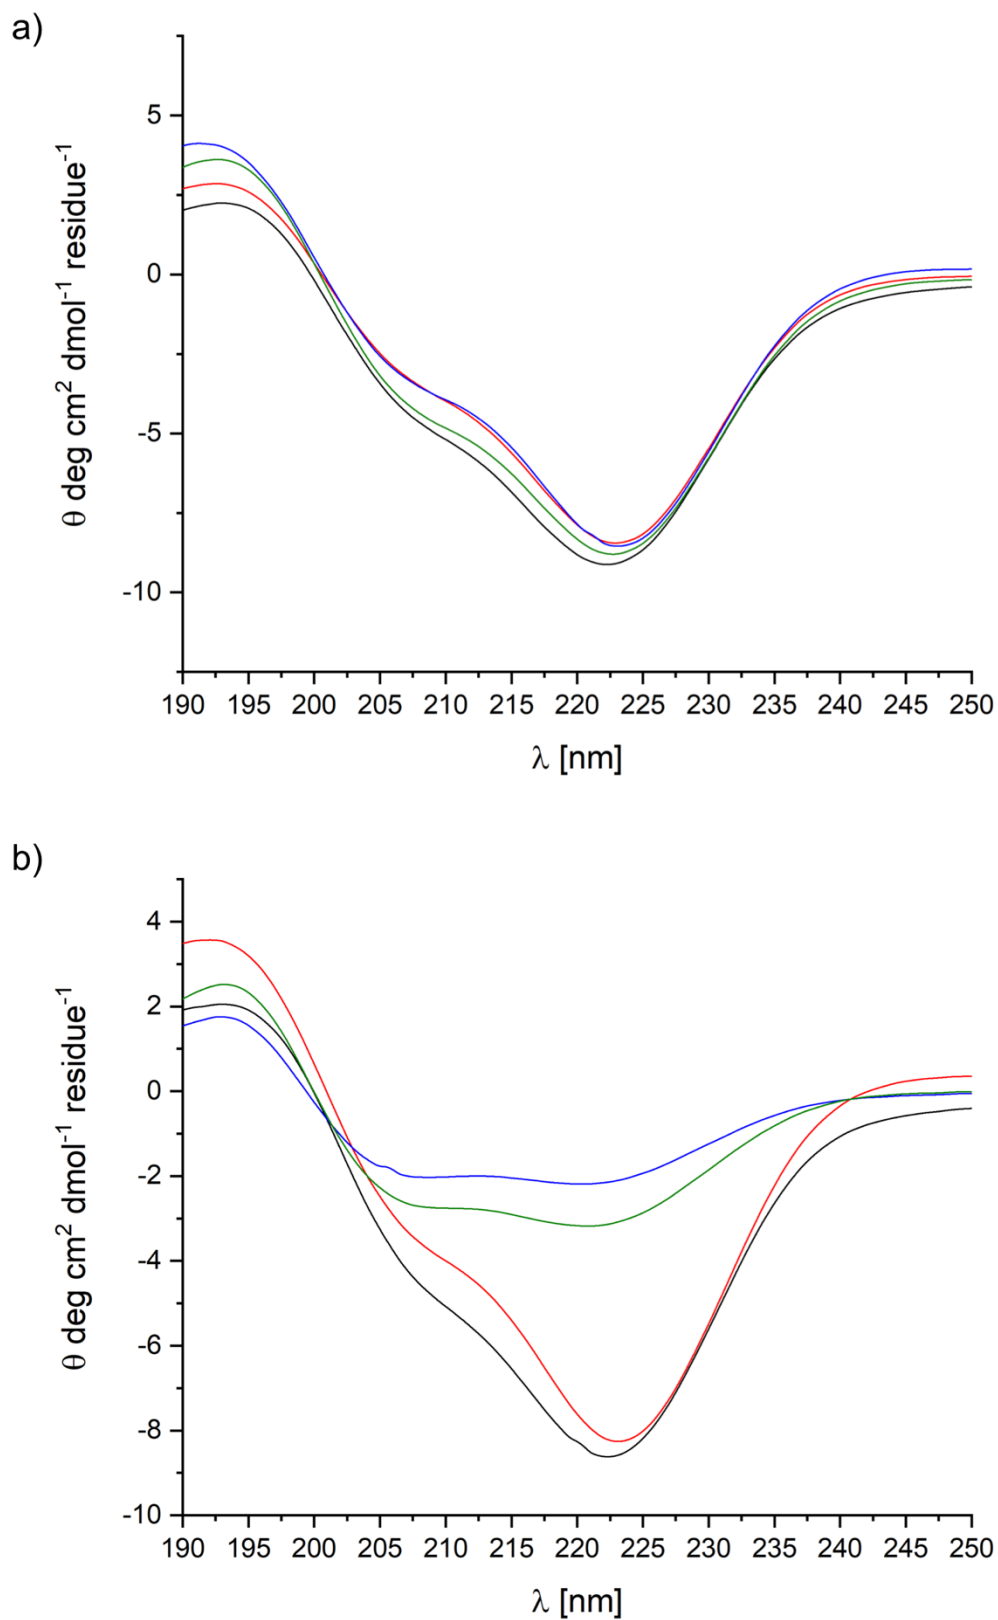 a)
5
0
-5
-10
θ deg cm² dmol⁻¹ residue⁻¹
190 195 200 205 210 215 220 225 230 235 240 245 250
λ [nm]
b)
4
2
0
-2
-4
-6
-8
-10
θ deg cm² dmol⁻¹ residue⁻¹
190 195 200 205 210 215 220 225 230 235 240 245 250
λ [nm]